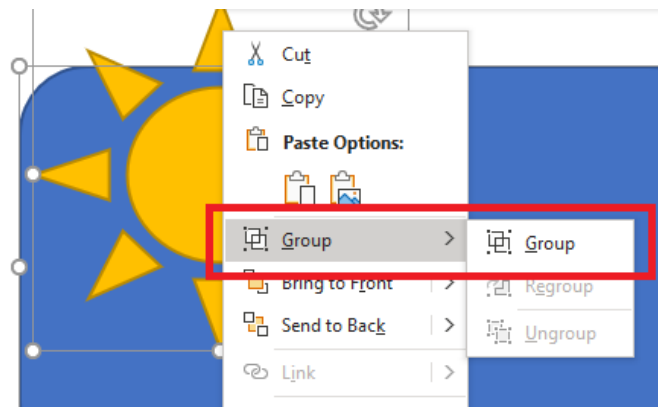 Cut
Copy
Paste Options:
Group
Group
Bring to Front
Regroup
Send to Back
Ungroup
Link